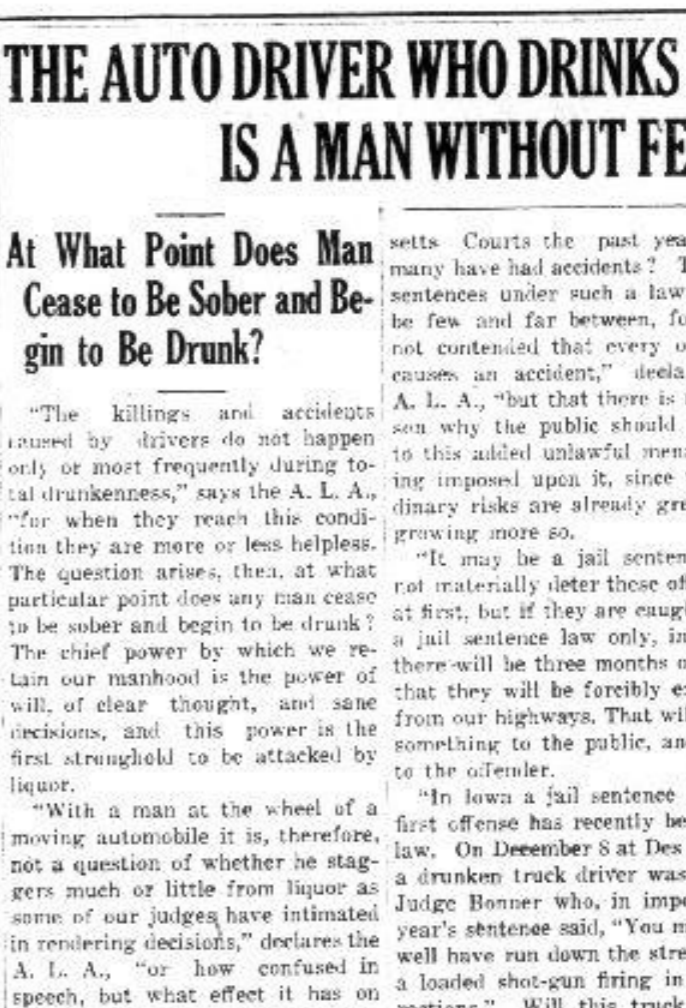 THE AUTO DRIVER WHO DRINKS
IS A MAN WITHOUT FE
At What Point Does Man
Cease to Be Sober and Be-
gin to Be Drunk?
"The killings and accidents
caused by drivers do not happen
only or most frequently during to-
tal drunkenness," says the A. L. A.,
"for when they reach this condi-
tion they are more or less helpless.
The question arises, then, at what
particular point does any man cease
to be sober and begin to be drunk?
The chief power by which we re-
tain our manhood is the power of
will, of clear thought, and sane
decisions, and this power is the
first stronghold to be attacked by
liquor.
"With a man at the wheel of a
moving automobile it is, therefore,
not a question of whether he stag-
gers much or little from liquor as
some of our judges have intimated
in rendering decisions," declares the
A. L. A., "or how confused in
speech, but what effect it has on
setts Courts the past yea
many have had accidents? T
sentences under such a law
be few and far between, fo
not contended that every o
causes an accident," decla
A. L. A., "but that there is
son why the public should
to this added unlawful men
ing imposed upon it, since
dinary risks are already gre
growing more so.
"It may be a jail senten
not materially deter these of
at first, but if they are caug
a jail sentence law only, in
there will be three months o
that they will be forcibly e
from our highways. That wil
something to the public, an
to the offender.
"In Iowa a jail sentence
first offense has recently be
law. On December 8 at Des
a drunken truck driver was
Judge Bonner who, in impo
year's sentence said, "You m
well have run down the stre
a loaded shot-gun firing in
rections." Will this truck